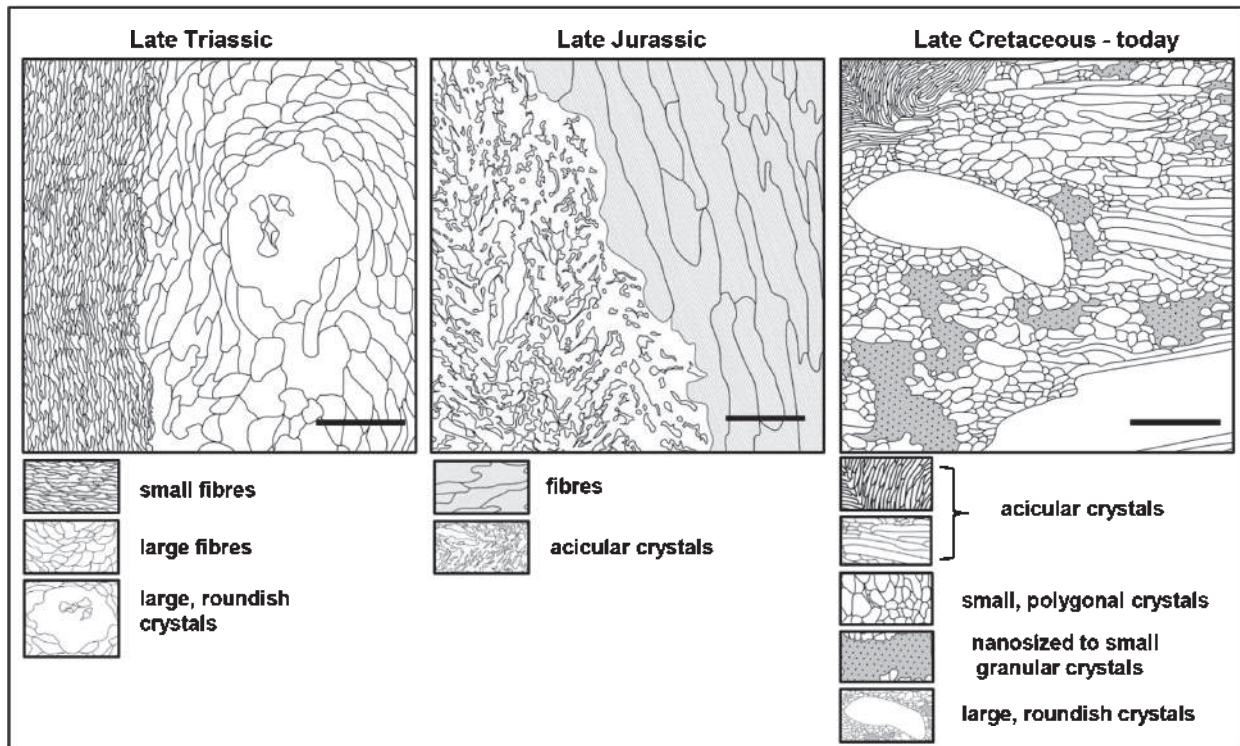 Late Triassic
Late Jurassic
Late Cretaceous - today
small fibres
large fibres
large, roundish
crystals
fibres
acicular crystals
acicular crystals
small, polygonal crystals
nanosized to small
granular crystals
large, roundish crystals